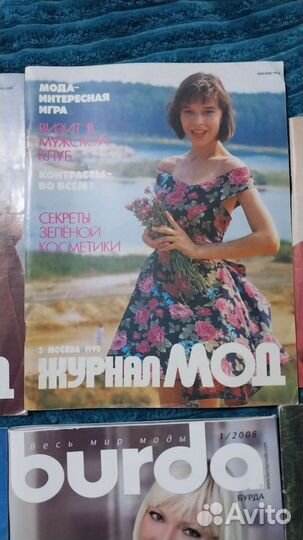 МОДА-
ИНТЕРЕСНАЯ
ИГРА
ВИЗИТ В
МУЖСКОЙ
КЛУБ
КОНТРАСТЫ-
ВО ВСЕМ!
СЕКРЕТЫ
ЗЕЛЕНОЙ
КОСМЕТИКИ
3 МОСКВА 1990
ЖУРНАЛ МОД
Весь мир моды
1/2008
burda
БУРДА
Avito